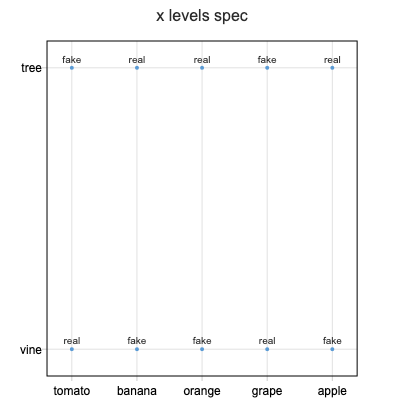 x levels spec
fake real real fake real
tree
real fake fake real fake
vine
tomato banana orange grape apple